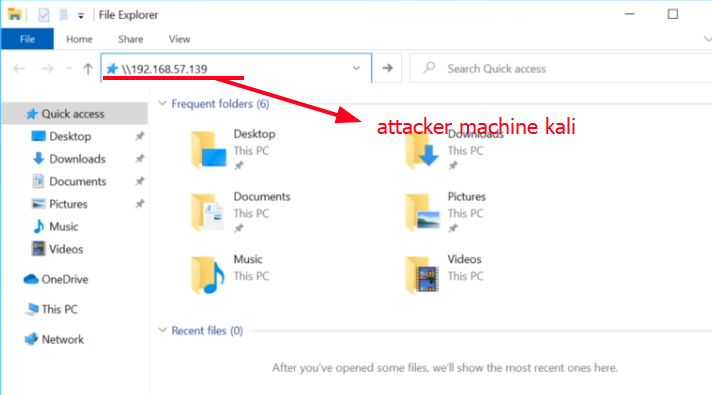 File Explorer
File Home Share View
\\192.168.57.139 Search Quick access
Quick access
Desktop
Downloads
Documents
Pictures
Music
Videos
OneDrive
This PC
Network
Frequent folders (6)
Desktop
This PC
attacker machine kali
Downloads
This PC
Documents
This PC
Pictures
This PC
Music
This PC
Videos
This PC
Recent files (0)
After you've opened some files, we'll show the most recent ones here.